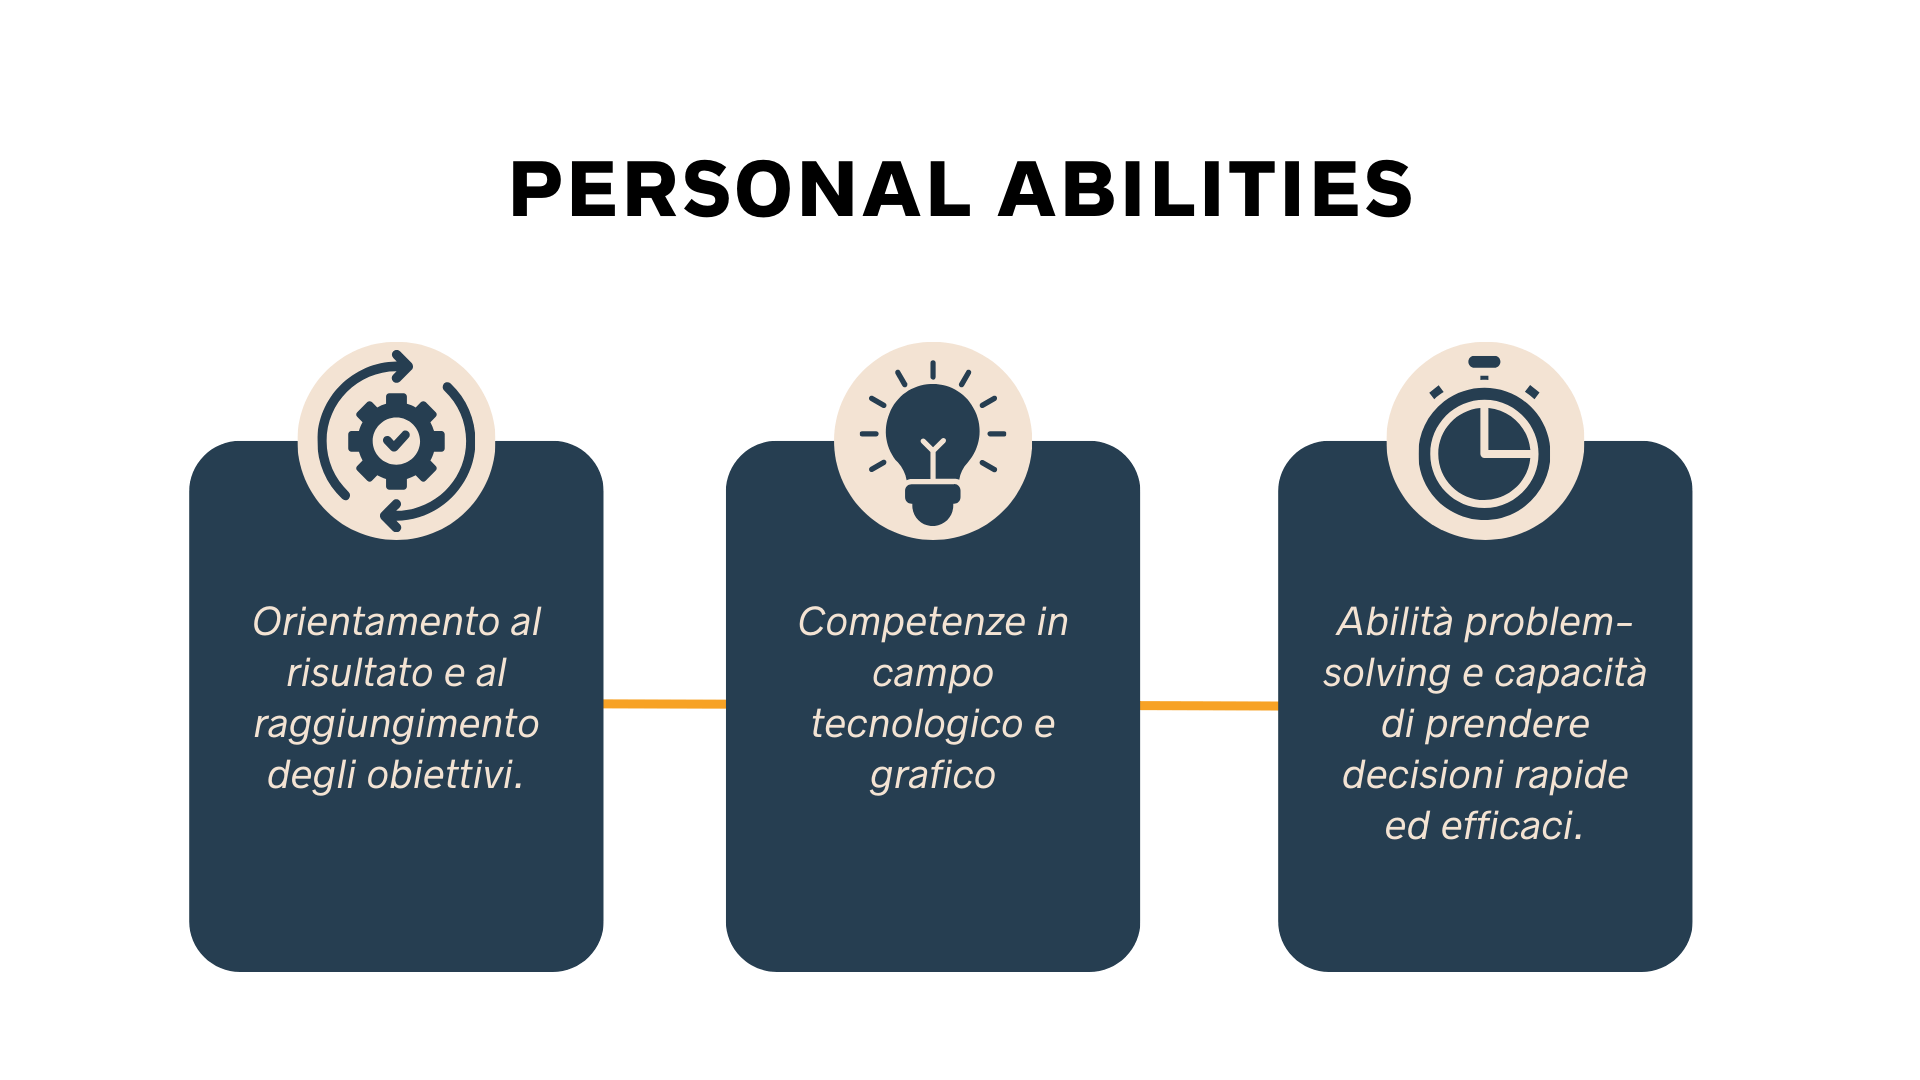 PERSONAL ABILITIES
Orientamento al
risultato e al
raggiungimento
degli obiettivi.
Competenze in
campo
tecnologico e
grafico
Abilità problem-
solving e capacità
di prendere
decisioni rapide
ed efficaci.